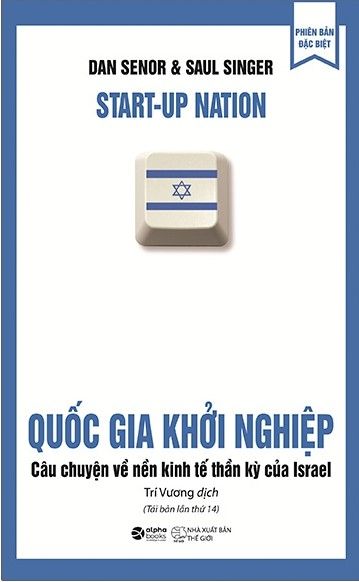 PHIÊN BẢN
ĐẶC BIỆT
DAN SENOR & SAUL SINGER
START-UP NATION
QUỐC GIA KHỞI NGHIỆP
Câu chuyện về nền kinh tế thần kỳ của Israel
Trí Vương dịch
(Tái bản lần thứ 14)
alpha books
NHÀ XUẤT BẢN
THẾ GIỚI